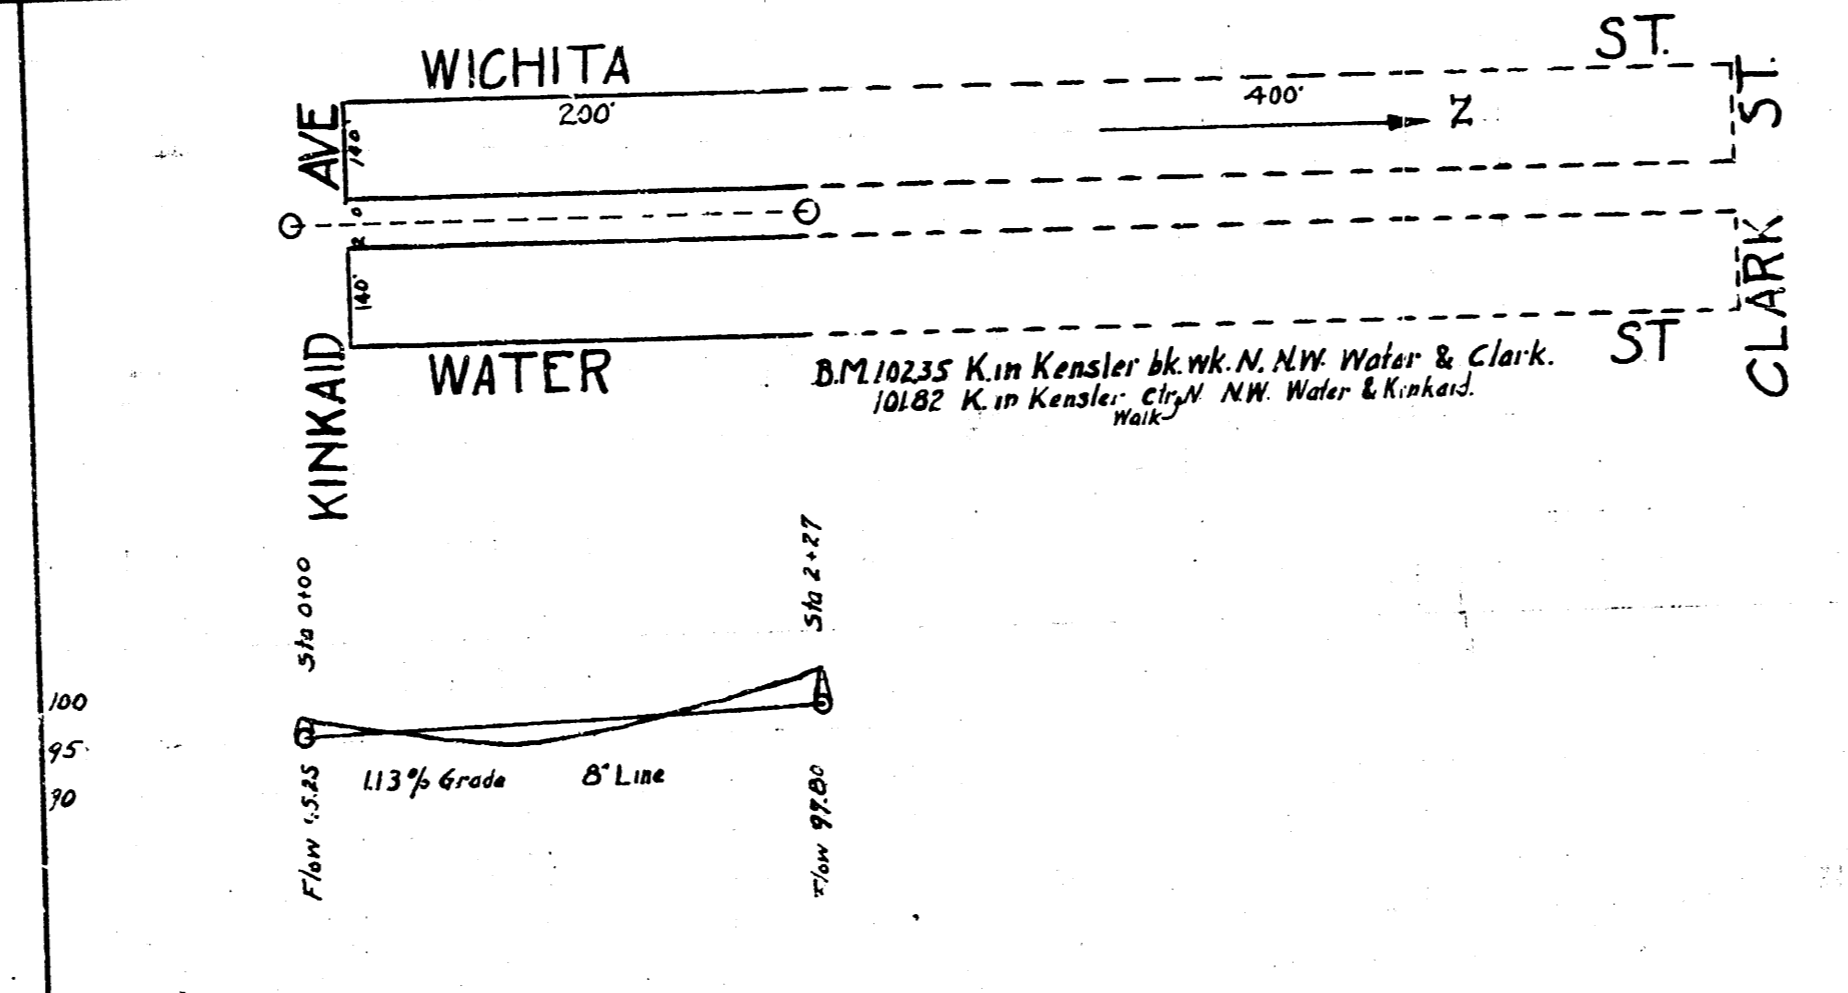 WICHITA ST.
200'
400'
Z
KINKAID AVE
140'
20
140'
CLARK ST.
WATER ST
B.M. 102.35 K. in Kensler bk. wk. N. N.W. Water & Clark.
101.82 K. in Kensler Ctr. N. N.W. Water & Kinkaid.
Walk
Sta 0+00
Sta 2+27
100
95
90
1.13% Grade
8" Line
Flow 5.25
Flow 97.80